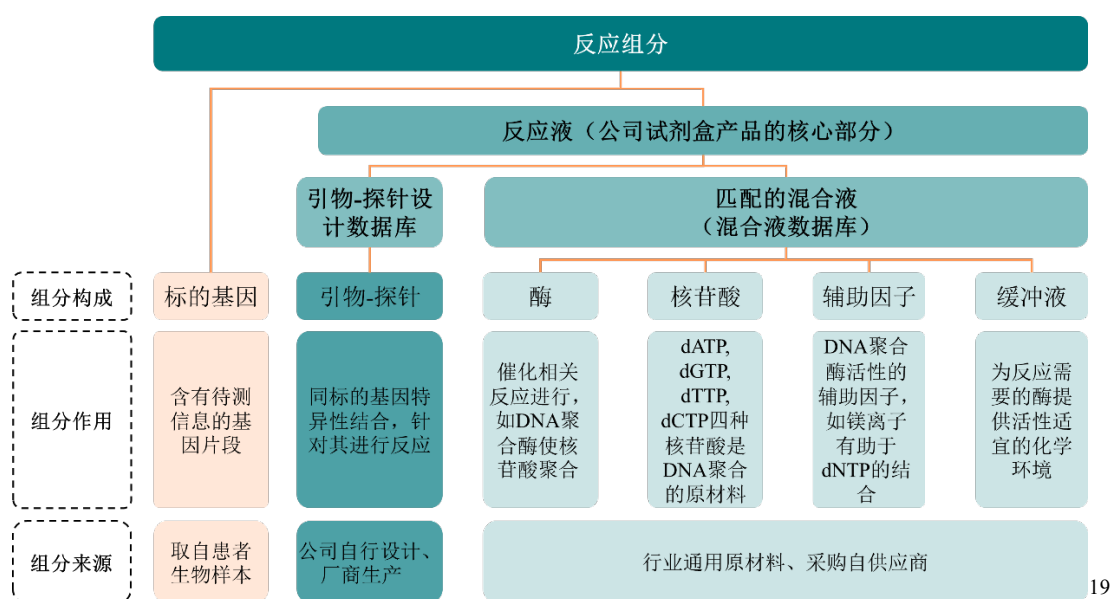 反应组分
反应液（公司试剂盒产品的核心部分）
引物-探针设
计数据库
匹配的混合液
（混合液数据库）
组分构成
标的基因
引物-探针
酶
核苷酸
辅助因子
缓冲液
组分作用
含有待测
信息的基
因片段
同标的基因特
异性结合，针
对其进行反应
催化相关
反应进行，
如DNA聚
合酶使核
苷酸聚合
dATP,
dGTP,
dTTP,
dCTP四种
核苷酸是
DNA聚合
的原材料
DNA聚合
酶活性的
辅助因子，
如镁离子
有助于
dNTP的结
合
为反应需
要的酶提
供活性适
宜的化学
环境
组分来源
取自患者
生物样本
公司自行设计、
厂商生产
行业通用原材料、采购自供应商
19